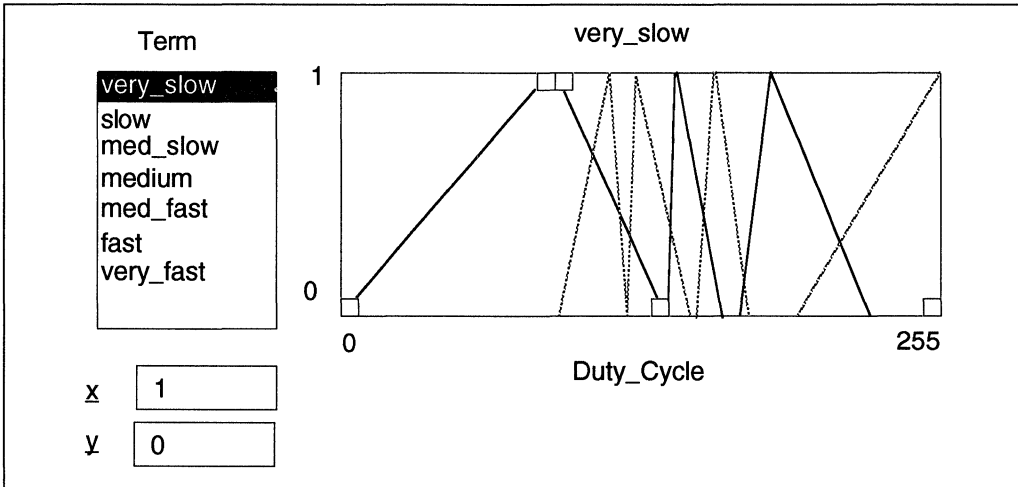 Term
very_slow
slow
med_slow
medium
med_fast
fast
very_fast
x 1
y 0
very_slow
1
0
0 255
Duty_Cycle